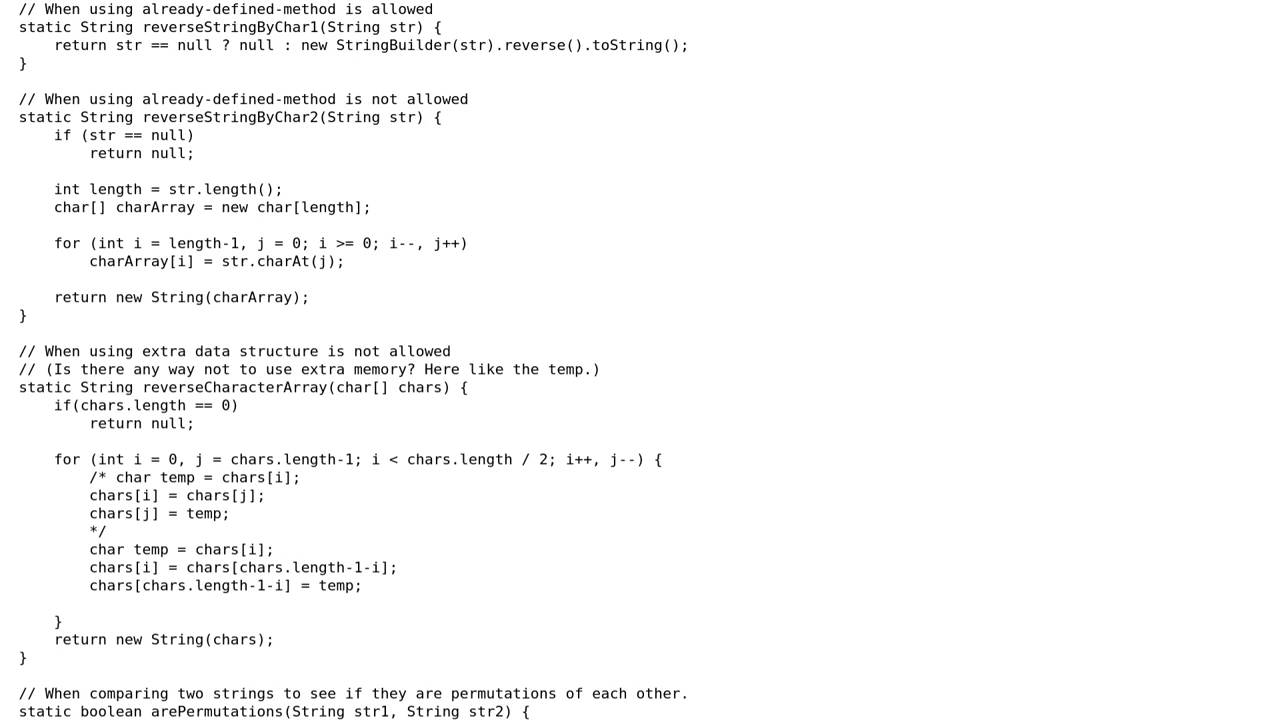 // When using already-defined-method is allowed
static String reverseStringByChar1(String str) {
    return str == null ? null : new StringBuilder(str).reverse().toString();
}

// When using already-defined-method is not allowed
static String reverseStringByChar2(String str) {
    if (str == null)
        return null;

    int length = str.length();
    char[] charArray = new char[length];

    for (int i = length-1, j = 0; i >= 0; i--, j++)
        charArray[i] = str.charAt(j);

    return new String(charArray);
}

// When using extra data structure is not allowed
// (Is there any way not to use extra memory? Here like the temp.)
static String reverseCharacterArray(char[] chars) {
    if(chars.length == 0)
        return null;

    for (int i = 0, j = chars.length-1; i < chars.length / 2; i++, j--) {
        /* char temp = chars[i];
        chars[i] = chars[j];
        chars[j] = temp;
        */
        char temp = chars[i];
        chars[i] = chars[chars.length-1-i];
        chars[chars.length-1-i] = temp;

    }
    return new String(chars);
}

// When comparing two strings to see if they are permutations of each other.
static boolean arePermutations(String str1, String str2) {